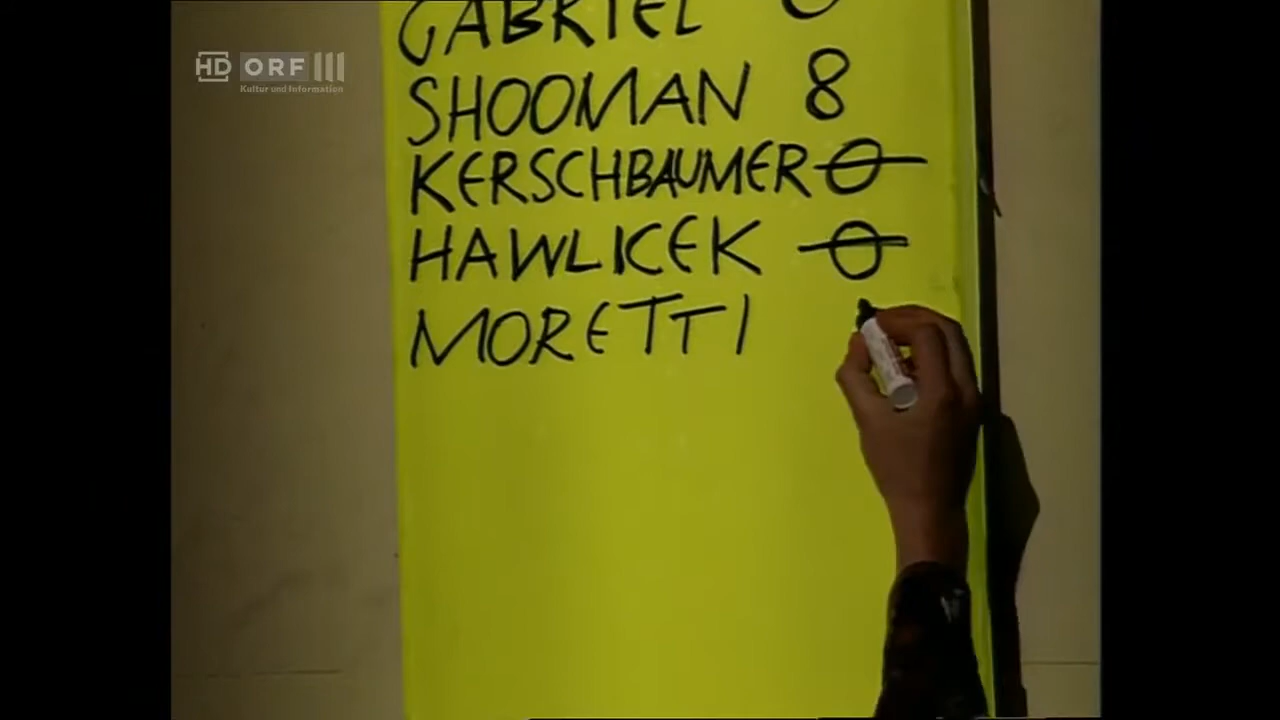 HD ORF III
Kultur und Information
GABRIEL
SHOOMAN 8
KERSCHBAUMER 0
HAWLICEK 0
MORETTI